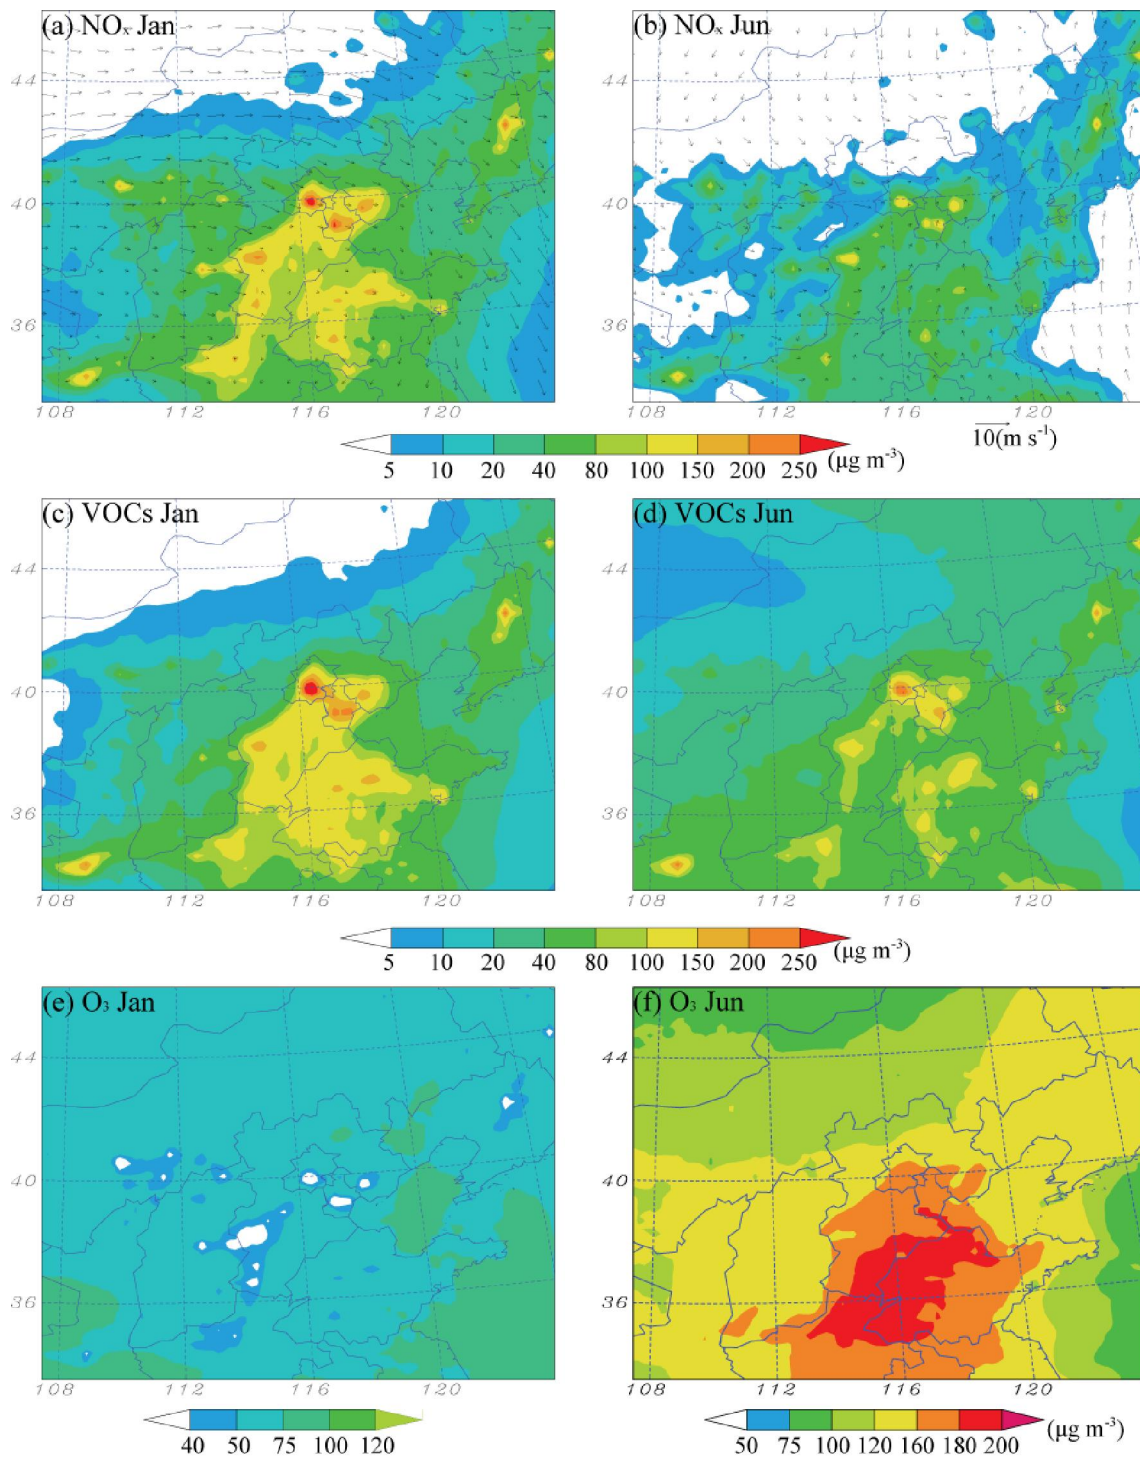 (a) NOx Jan (b) NOx Jun
44 44
40 40
36 36
108 112 116 120 108 112 116 120
10(m s⁻¹)
5 10 20 40 80 100 150 200 250 (μg m⁻³)
(c) VOCs Jan (d) VOCs Jun
44 44
40 40
36 36
108 112 116 120 108 112 116 120
5 10 20 40 80 100 150 200 250 (μg m⁻³)
(e) O₃ Jan (f) O₃ Jun
44 44
40 40
36 36
108 112 116 120 108 112 116 120
40 50 75 100 120 50 75 100 120 160 180 200 (μg m⁻³)